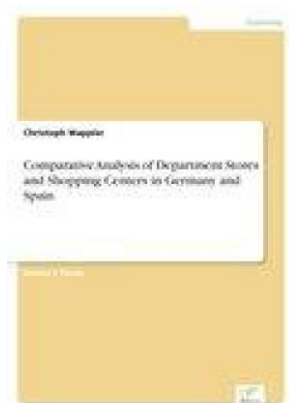 Christoph Wappler
Comparative Analysis of Department Stores
and Shopping Centers in Germany and
Spain